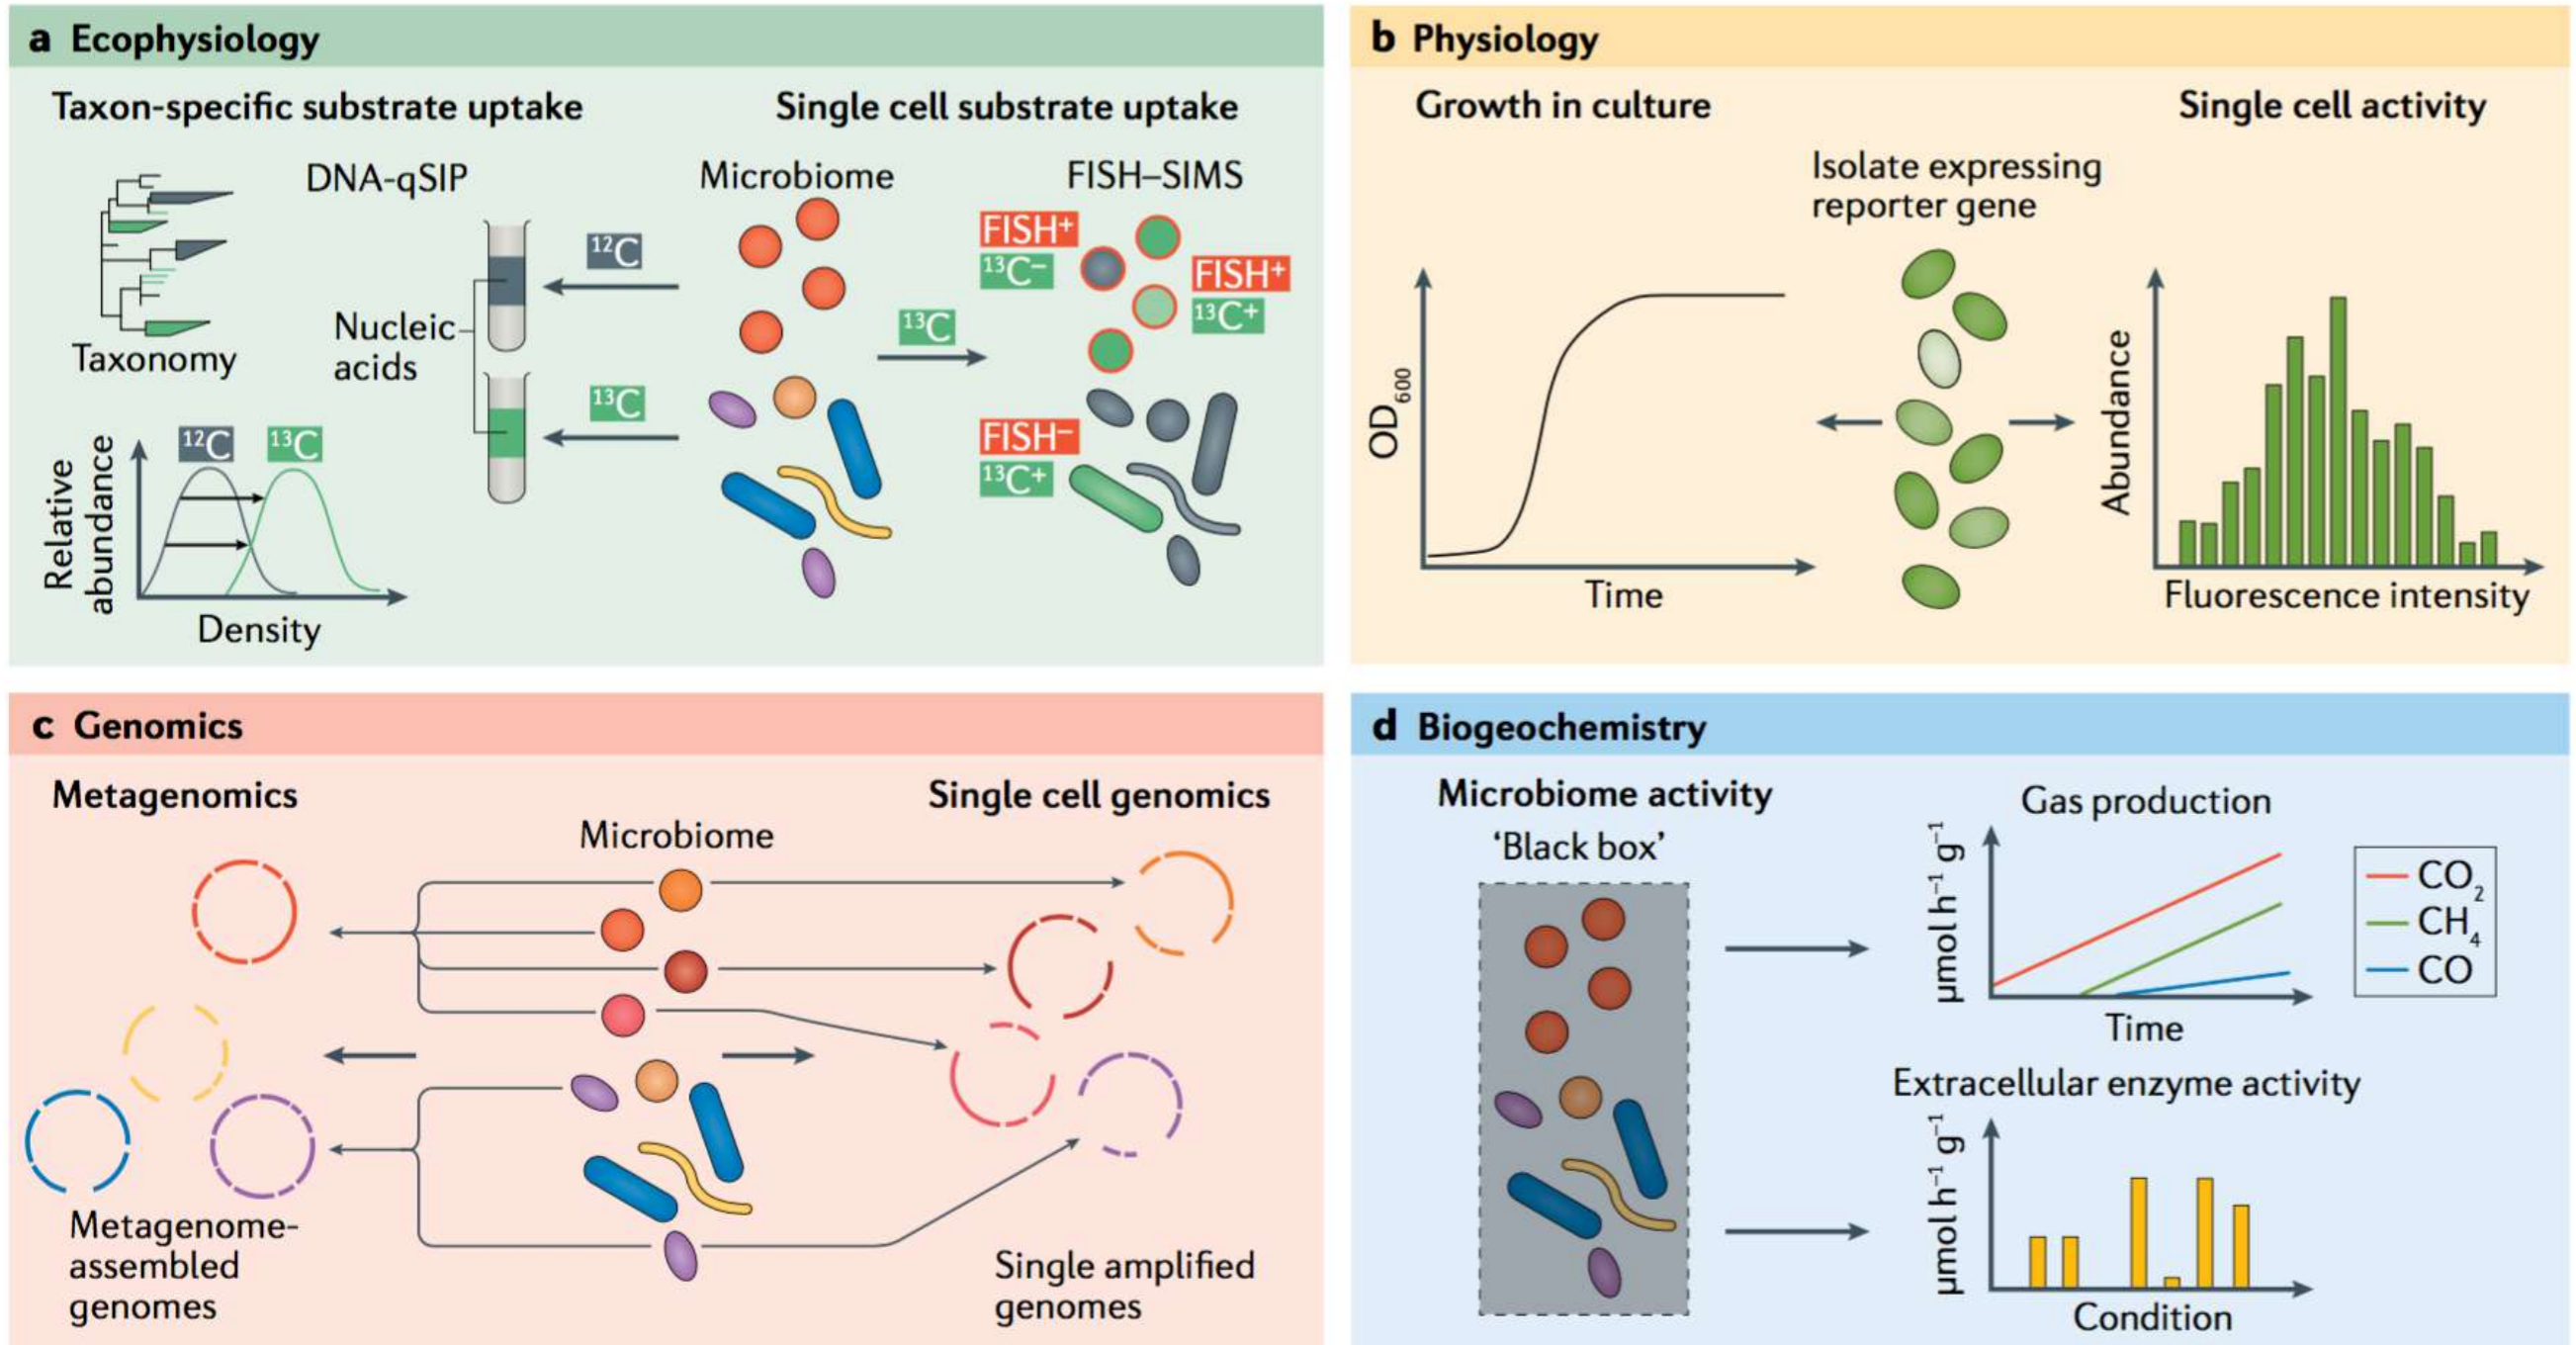 a Ecophysiology
Taxon-specific substrate uptake
Single cell substrate uptake
DNA-qSIP
Microbiome
FISH–SIMS
Taxonomy
Nucleic
acids
¹²C
¹³C
¹³C
FISH⁺
¹³C⁻
FISH⁺
¹³C⁺
FISH⁻
¹³C⁺
Relative
abundance
¹²C
¹³C
Density
b Physiology
Growth in culture
Single cell activity
Isolate expressing
reporter gene
OD₆₀₀
Time
Abundance
Fluorescence intensity
c Genomics
Metagenomics
Single cell genomics
Microbiome
Metagenome-
assembled
genomes
Single amplified
genomes
d Biogeochemistry
Microbiome activity
‘Black box’
Gas production
µmol h⁻¹ g⁻¹
Time
CO₂
CH₄
CO
Extracellular enzyme activity
µmol h⁻¹ g⁻¹
Condition